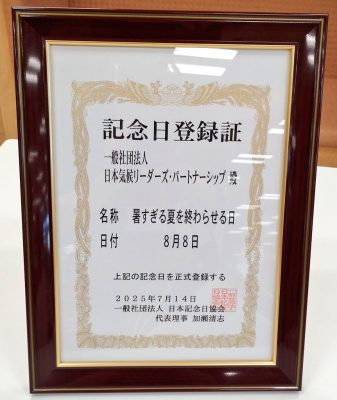 記念日登録証
一般社団法人
日本気候リーダーズ・パートナーシップ 殿
名称 暑すぎる夏を終わらせる日
日付 8月8日
上記の記念日を正式登録する
2025年7月14日
一般社団法人 日本記念日協会
代表理事 加瀬清志